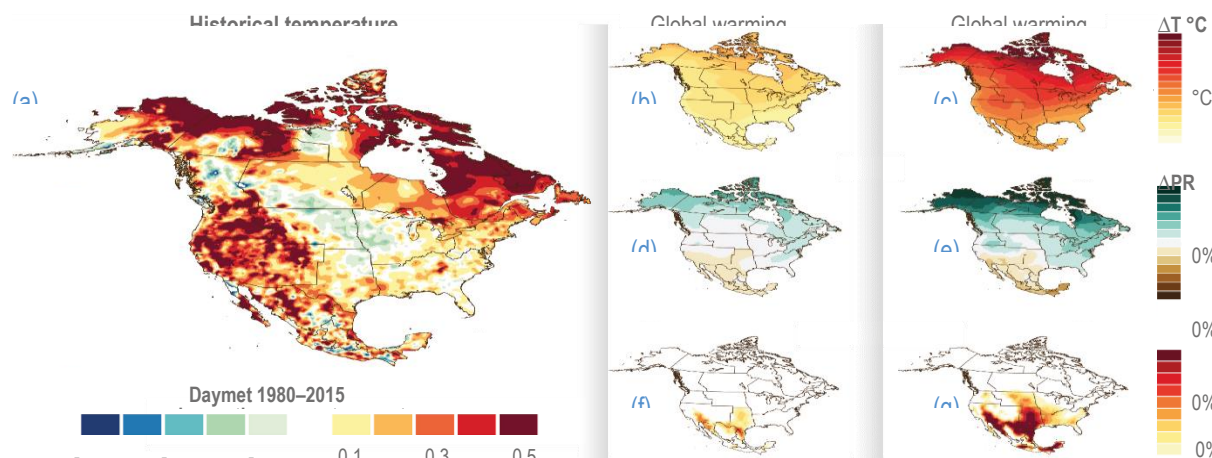 Historical temperature
Global warming
Global warming
ΔT °C
(a)
(b)
(c)
°C
ΔPR
(d)
(e)
0%
0%
Daymet 1980–2015
(f)
(g)
0%
0.1
0.3
0.5
0%